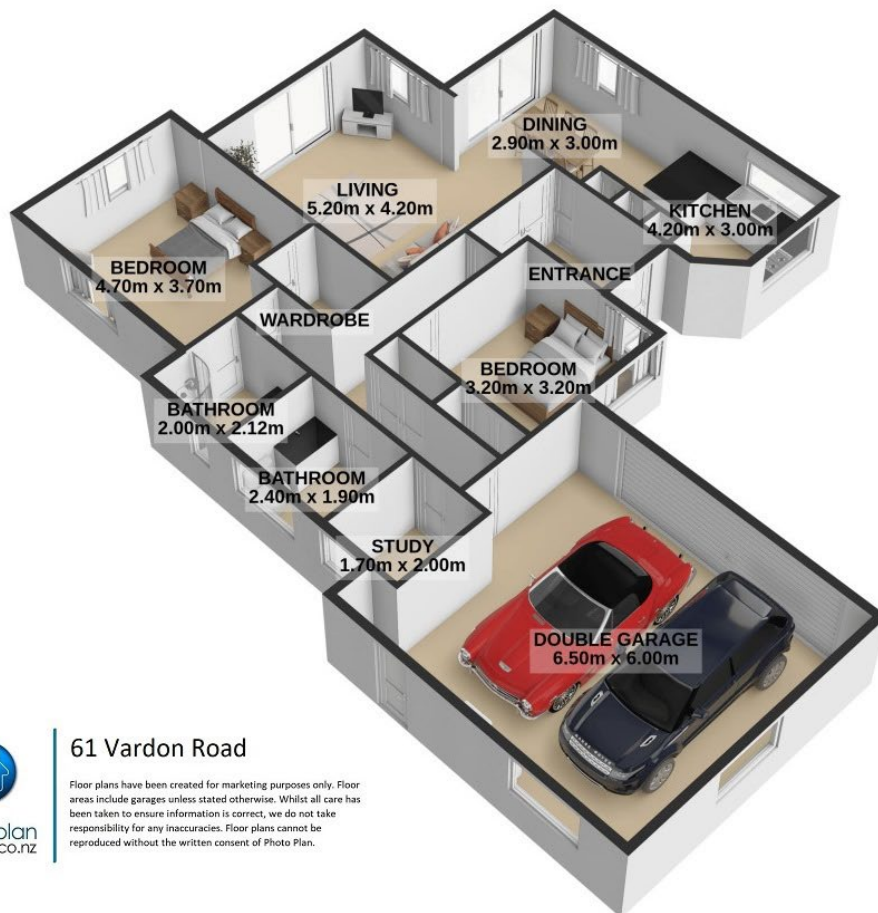 DINING
2.90m x 3.00m
LIVING
5.20m x 4.20m
KITCHEN
4.20m x 3.00m
BEDROOM
4.70m x 3.70m
ENTRANCE
WARDROBE
BEDROOM
3.20m x 3.20m
BATHROOM
2.00m x 2.12m
BATHROOM
2.40m x 1.90m
STUDY
1.70m x 2.00m
DOUBLE GARAGE
6.50m x 6.00m
plan
co.nz
61 Vardon Road
Floor plans have been created for marketing purposes only. Floor
areas include garages unless stated otherwise. Whilst all care has
been taken to ensure information is correct, we do not take
responsibility for any inaccuracies. Floor plans cannot be
reproduced without the written consent of Photo Plan.